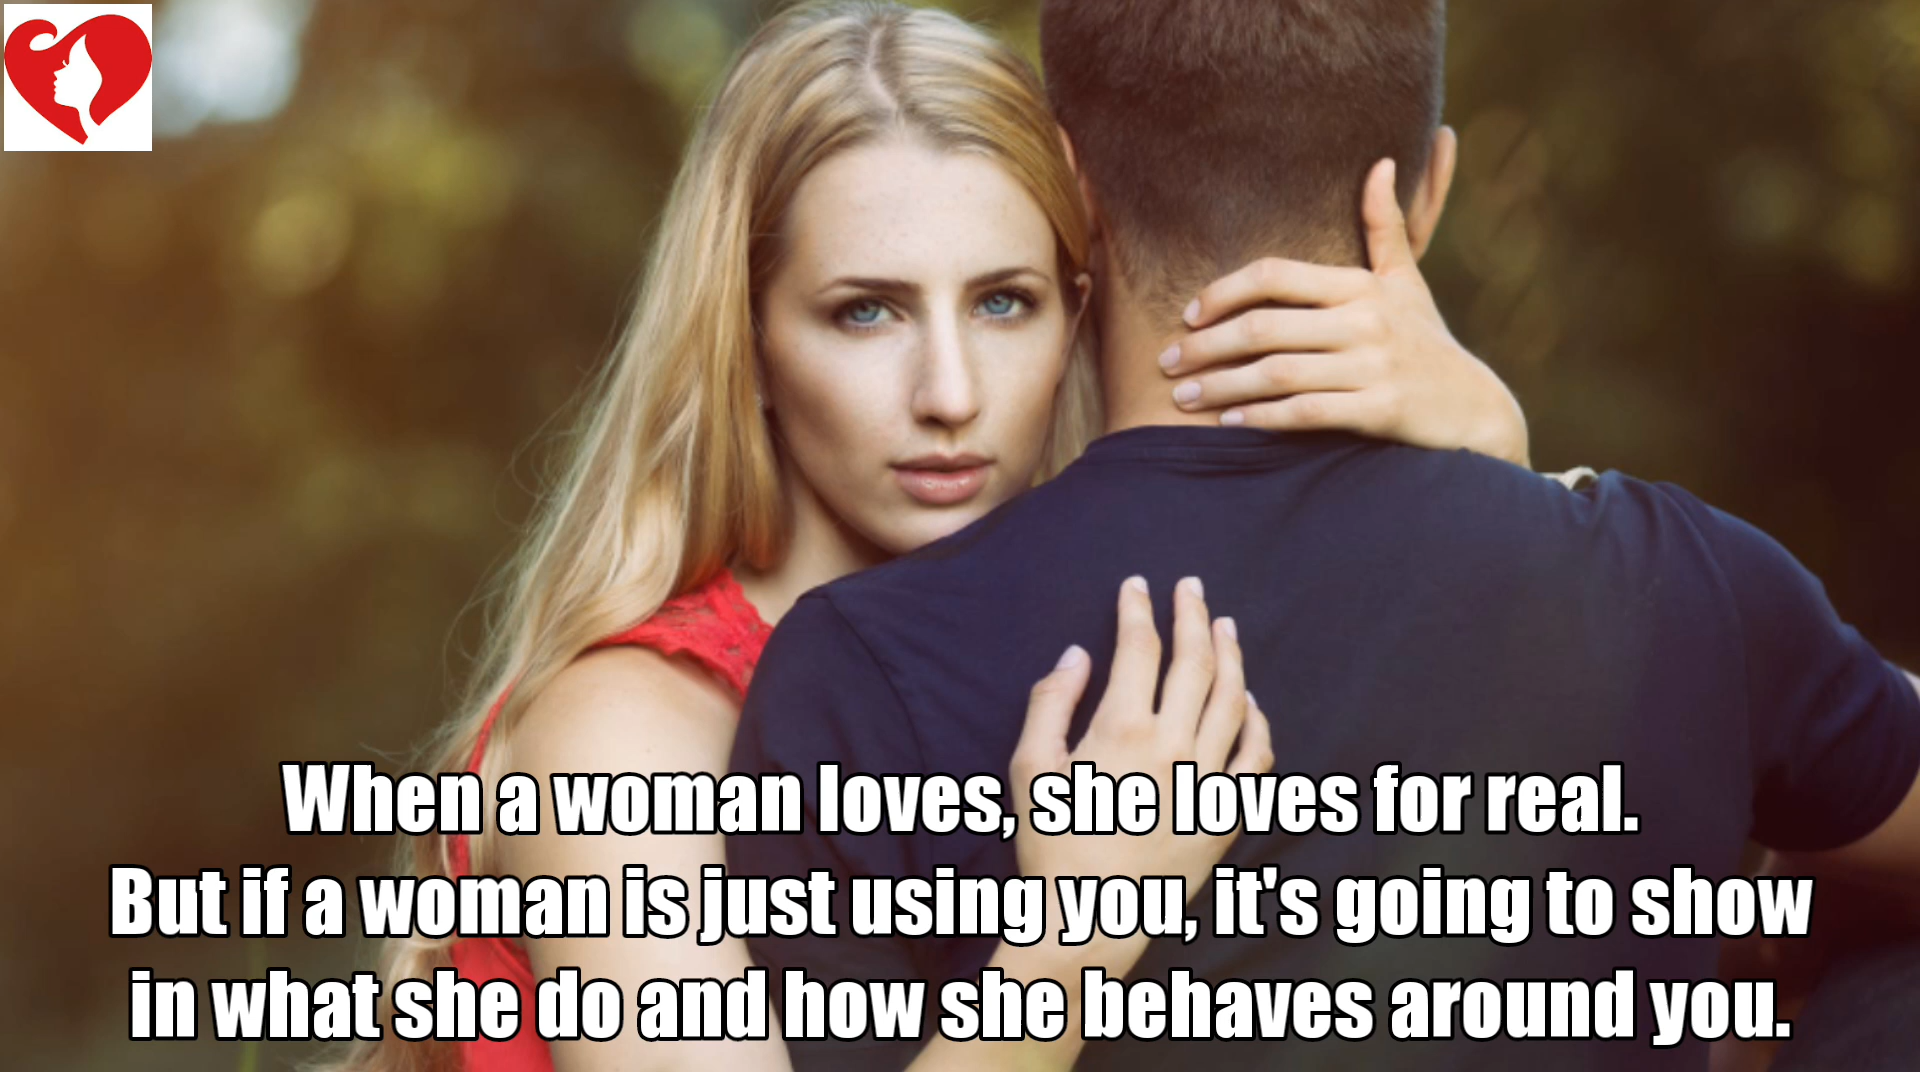 When a woman loves, she loves for real.
But if a woman is just using you, it's going to show
in what she do and how she behaves around you.